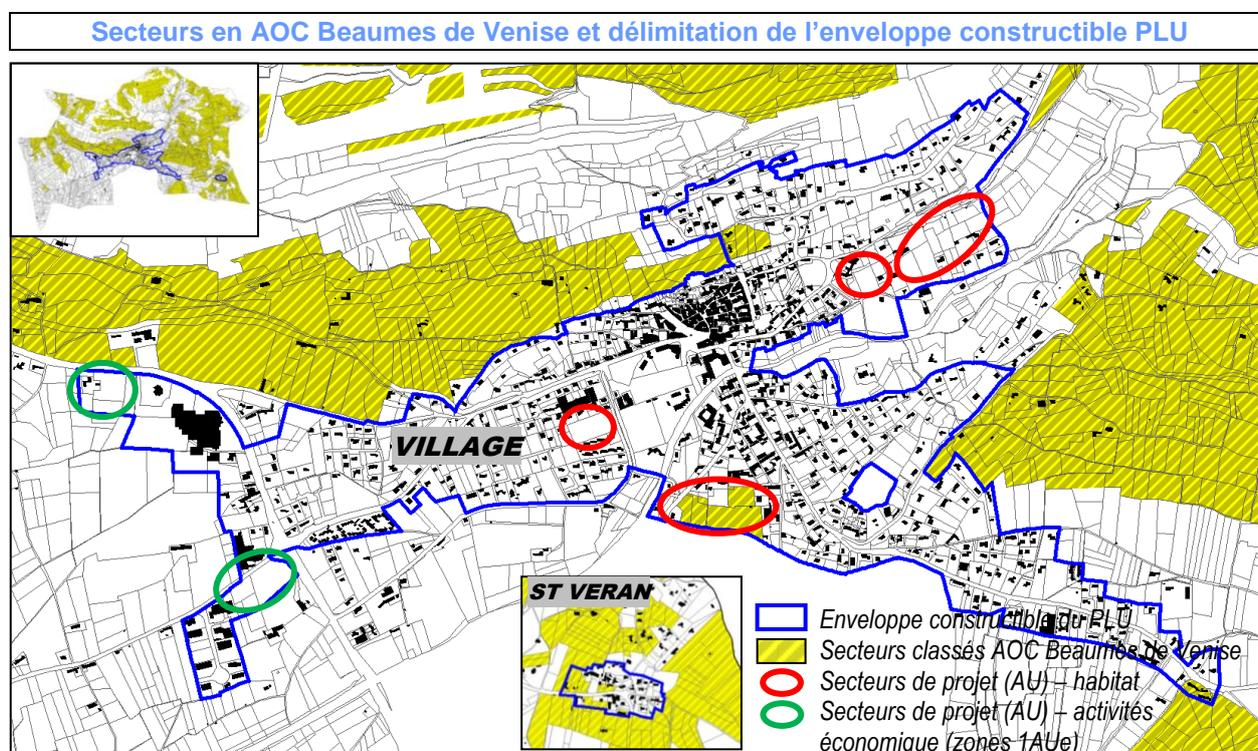 Secteurs en AOC Beaumes de Venise et délimitation de l’enveloppe constructible PLU
VILLAGE
ST VERAN
Enveloppe constructible du PLU
Secteurs classés AOC Beaumes de Venise
Secteurs de projet (AU) – habitat
Secteurs de projet (AU) – activités
économique (zones 1AUe)